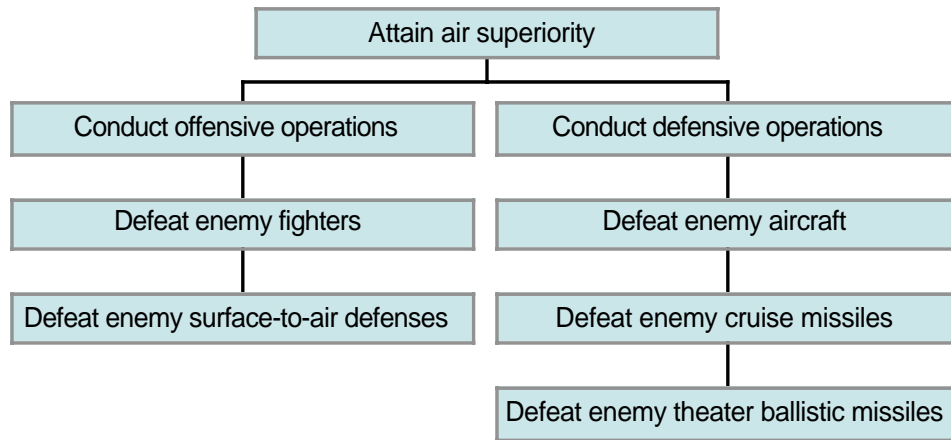 Attain air superiority
Conduct offensive operations
Defeat enemy fighters
Defeat enemy surface-to-air defenses
Conduct defensive operations
Defeat enemy aircraft
Defeat enemy cruise missiles
Defeat enemy theater ballistic missiles